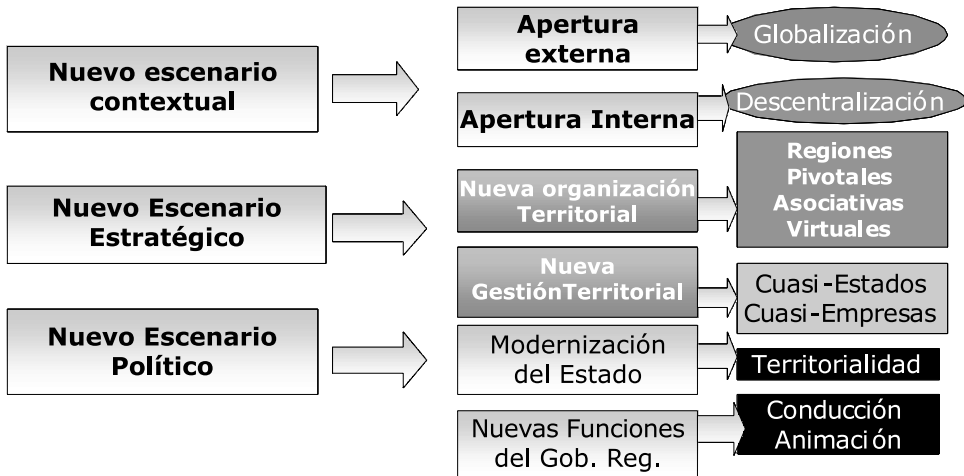 Nuevo escenario
contextual
Apertura
externa
Globalización
Apertura Interna
Descentralización
Nuevo Escenario
Estratégico
Nueva organización
Territorial
Regiones
Pivotales
Asociativas
Virtuales
Nueva
GestiónTerritorial
Cuasi-Estados
Cuasi-Empresas
Nuevo Escenario
Político
Modernización
del Estado
Territorialidad
Nuevas Funciones
del Gob. Reg.
Conducción
Animación